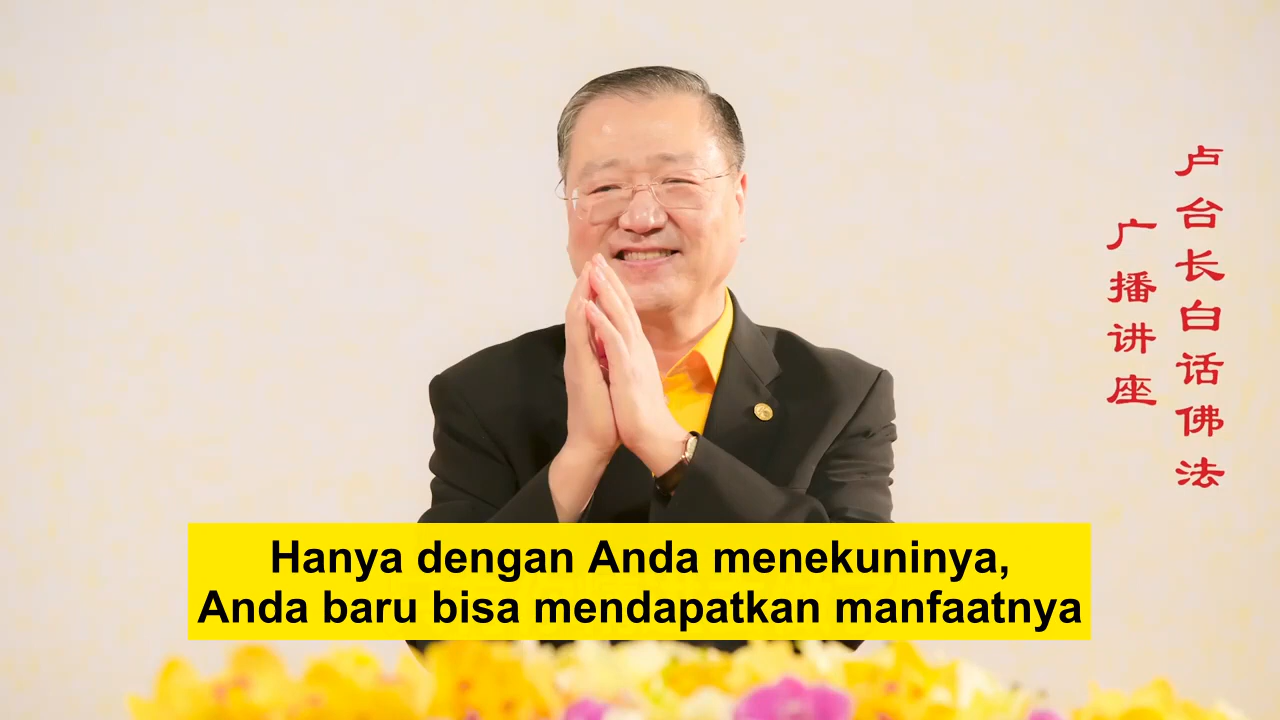 卢台长白话佛法
广播讲座
Hanya dengan Anda menekuninya,
Anda baru bisa mendapatkan manfaatnya